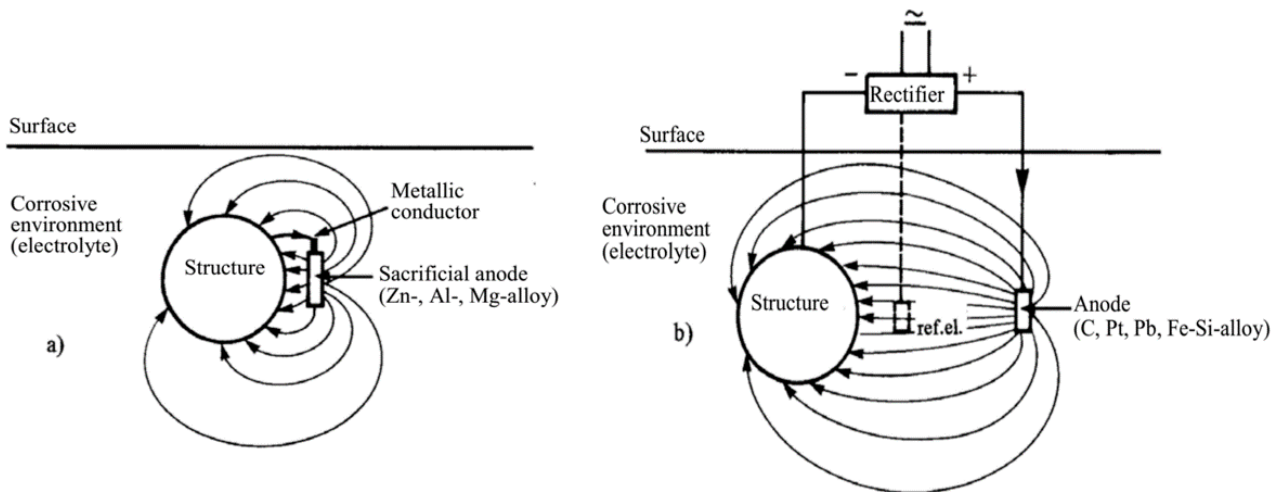 Surface
Corrosive
environment
(electrolyte)
Structure
Metallic
conductor
Sacrificial anode
(Zn-, Al-, Mg-alloy)
a)
≃
- +
Rectifier
Surface
Corrosive
environment
(electrolyte)
Structure
ref.el.
Anode
(C, Pt, Pb, Fe-Si-alloy)
b)